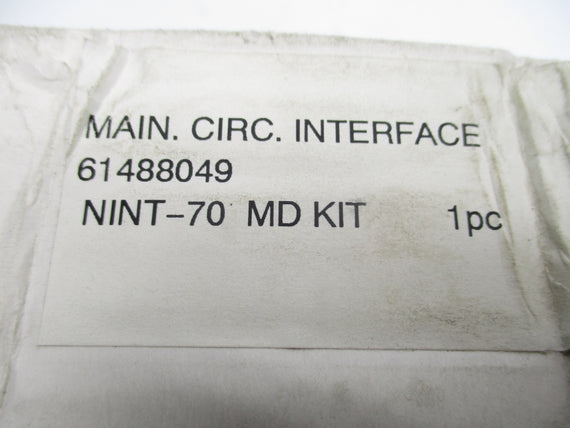 MAIN. CIRC. INTERFACE
61488049
NINT-70 MD KIT 1pc